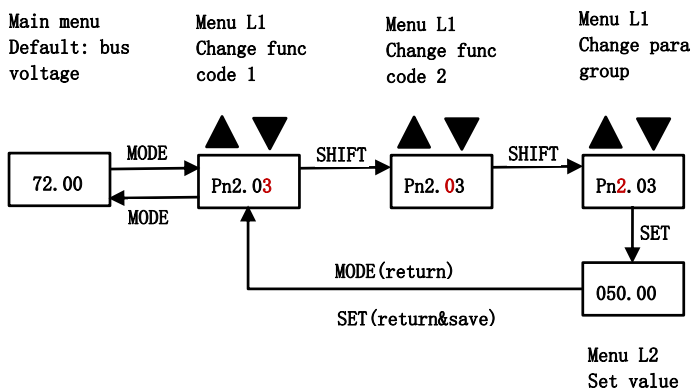 Main menu
Default: bus
voltage
Menu L1
Change func
code 1
Menu L1
Change func
code 2
Menu L1
Change para
group
72.00
MODE
MODE
Pn2.03
SHIFT
Pn2.03
SHIFT
Pn2.03
SET
MODE(return)
SET(return&save)
050.00
Menu L2
Set value